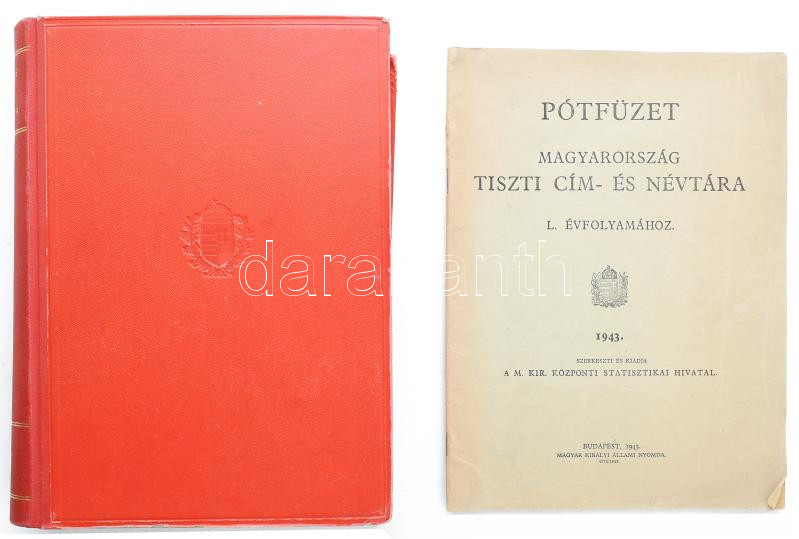 PÓTFÜZET
MAGYARORSZÁG
TISZTI CÍM- ÉS NÉVTÁRA
L. ÉVFOLYAMÁHOZ.
1943.
SZERKESZTI ÉS KIADJA
A M. KIR. KÖZPONTI STATISZTIKAI HIVATAL.
BUDAPEST, 1943.
MAGYAR KIRÁLYI ÁLLAMI NYOMDA.
darabanth